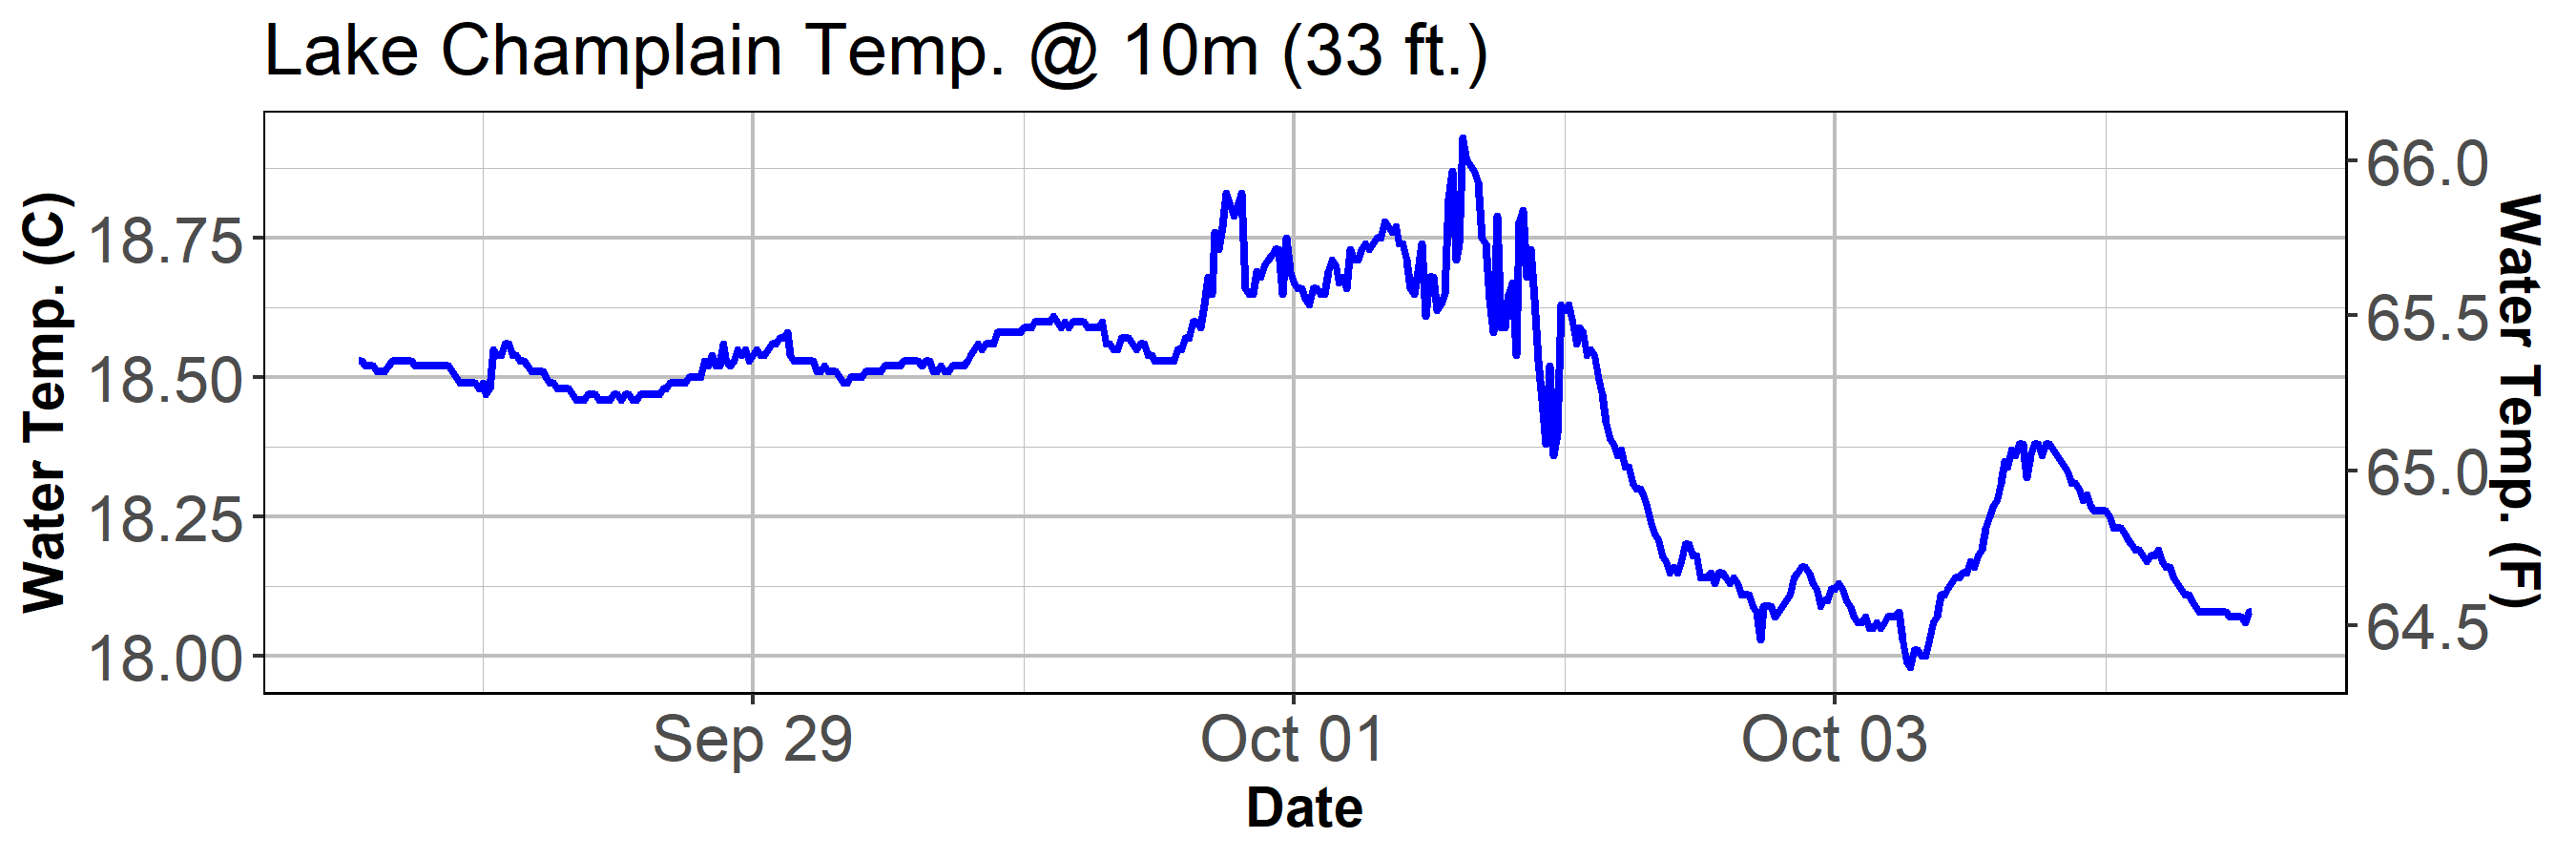 Lake Champlain Temp. @ 10m (33 ft.)
Water Temp. (C)
18.75
18.50
18.25
18.00
66.0
65.5
65.0
64.5
Water Temp. (F)
Sep 29
Oct 01
Oct 03
Date